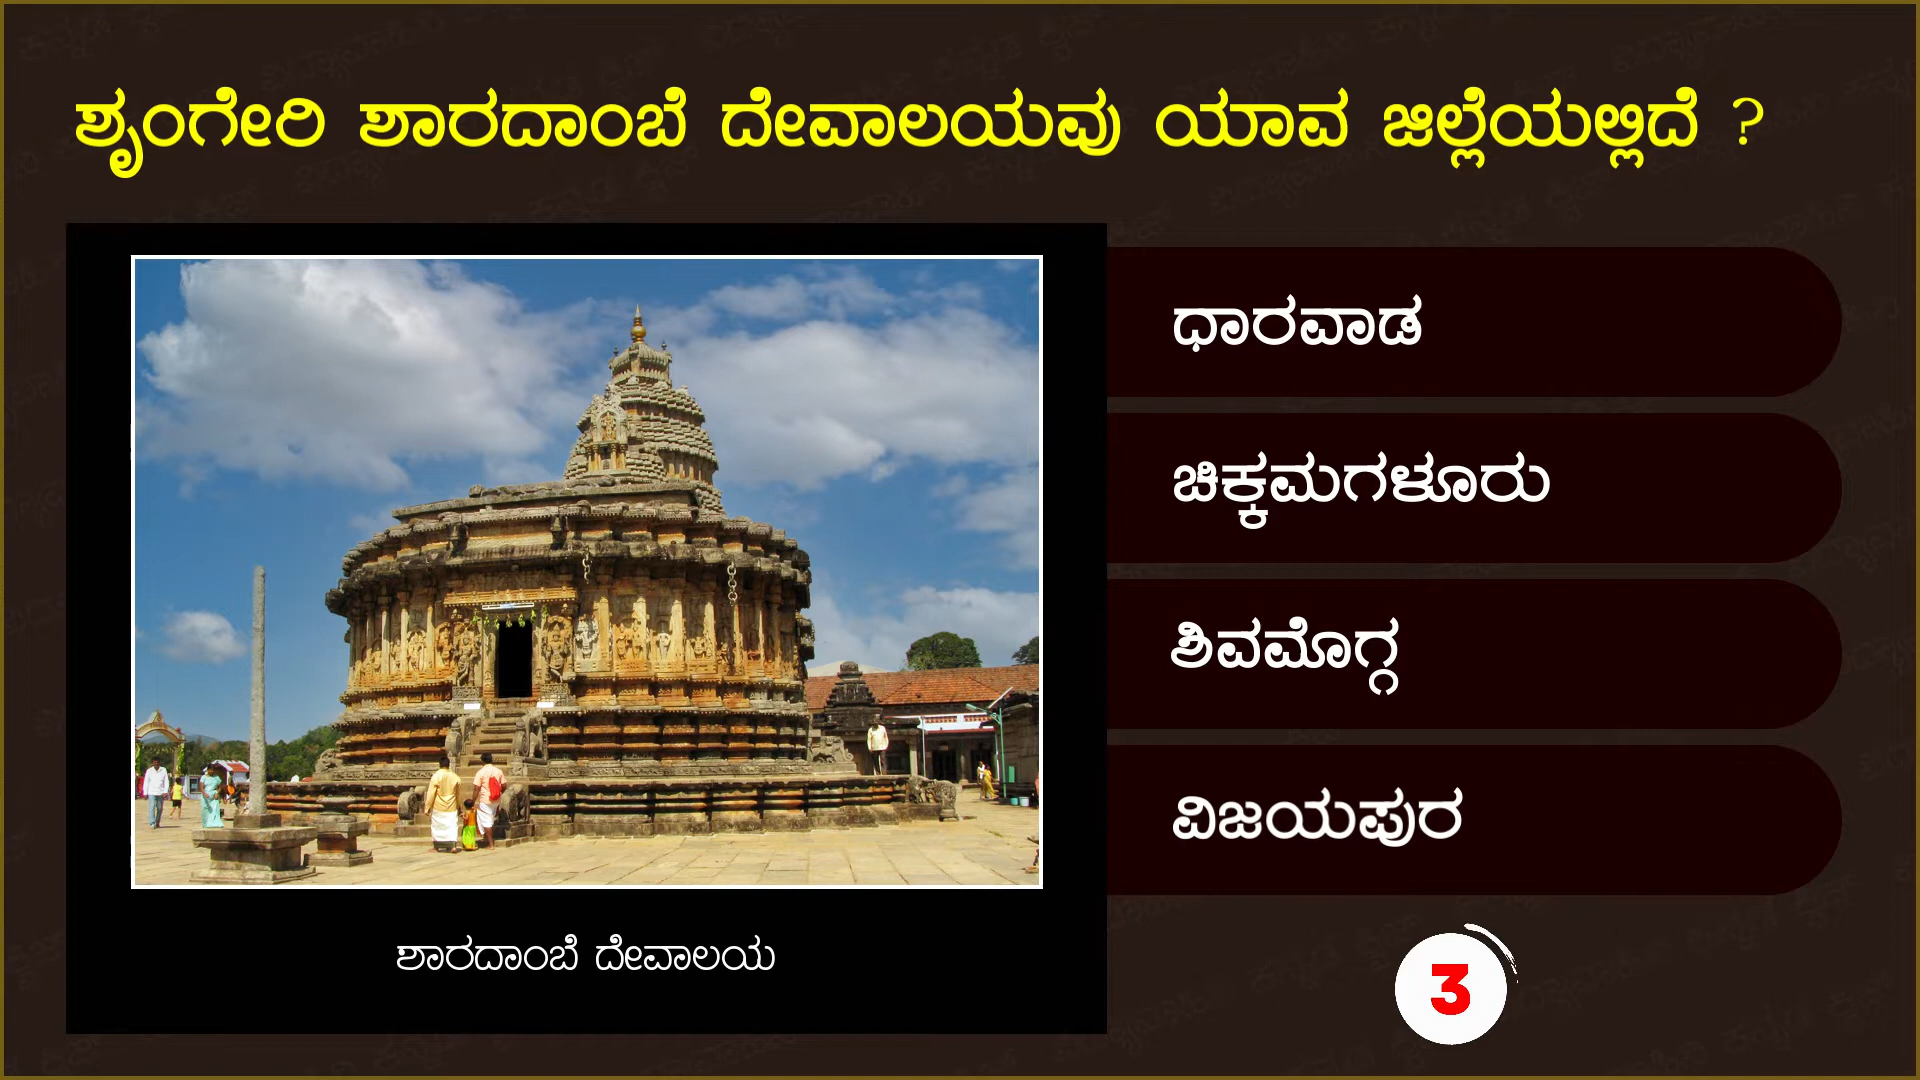 ಶೃಂಗೇರಿ ಶಾರದಾಂಬೆ ದೇವಾಲಯವು ಯಾವ ಜಿಲ್ಲೆಯಲ್ಲಿದೆ ?
ಧಾರವಾಡ
ಚಿಕ್ಕಮಗಳೂರು
ಶಿವಮೊಗ್ಗ
ವಿಜಯಪುರ
ಶಾರದಾಂಬೆ ದೇವಾಲಯ
3